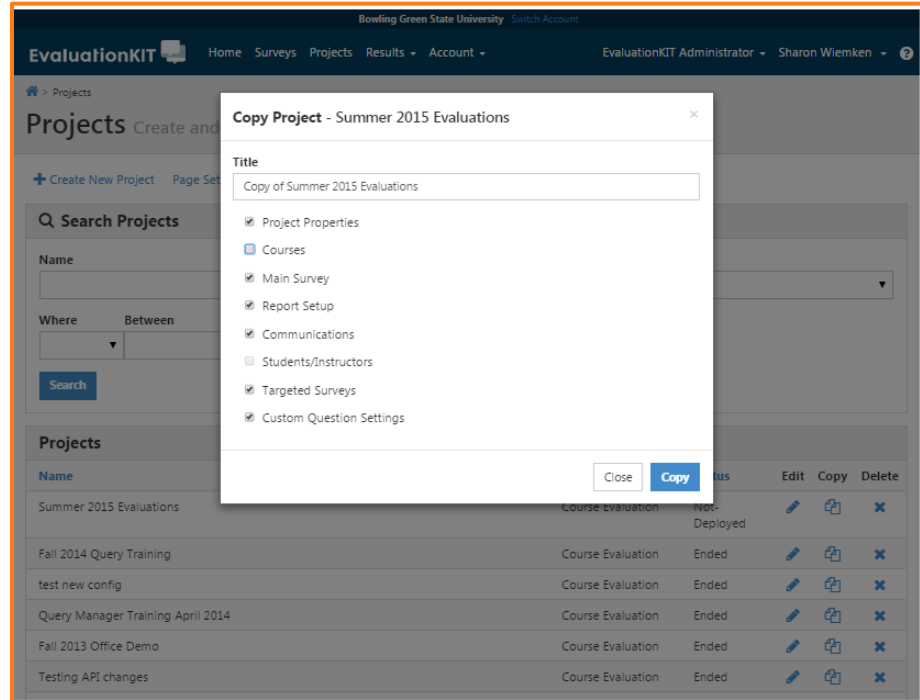 Bowling Green State University Switch Account
EvaluationKIT Home Surveys Projects Results Account EvaluationKIT Administrator Sharon Wiemken ?
> Projects
Projects Create and
Create New Project Page Set
Search Projects
Name
Where Between
Search
Copy Project - Summer 2015 Evaluations ×
Title
Copy of Summer 2015 Evaluations
Project Properties
Courses
Main Survey
Report Setup
Communications
Students/Instructors
Targeted Surveys
Custom Question Settings
Close Copy
Projects
Name tus Edit Copy Delete
Summer 2015 Evaluations Course Evaluation Not-
Deployed
Fall 2014 Query Training Course Evaluation Ended
test new config Course Evaluation Ended
Query Manager Training April 2014 Course Evaluation Ended
Fall 2013 Office Demo Course Evaluation Ended
Testing API changes Course Evaluation Ended